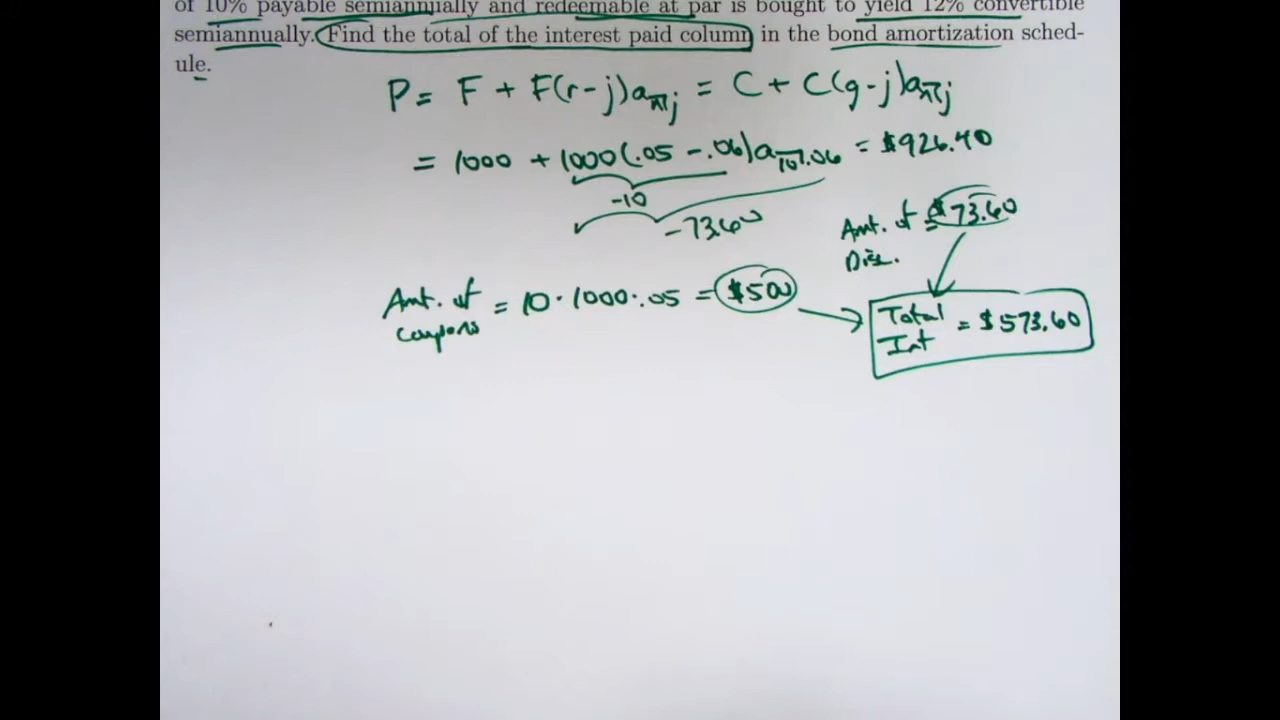 of 10% payable semiannually and redeemable at par is bought to yield 12% convertible
semiannually. Find the total of the interest paid column in the bond amortization sched-
ule.
P = F + F(r-j)a_{n⌉j} = C + C(g-j)a_{n⌉j}
= 1000 + 1000(.05 - .06)a_{10⌉.06} = $926.40
-10
-73.60
Amt. of Disc. = $73.60
Amt. of coupons = 10 · 1000 · .05 = $500
Total Int = $573.60